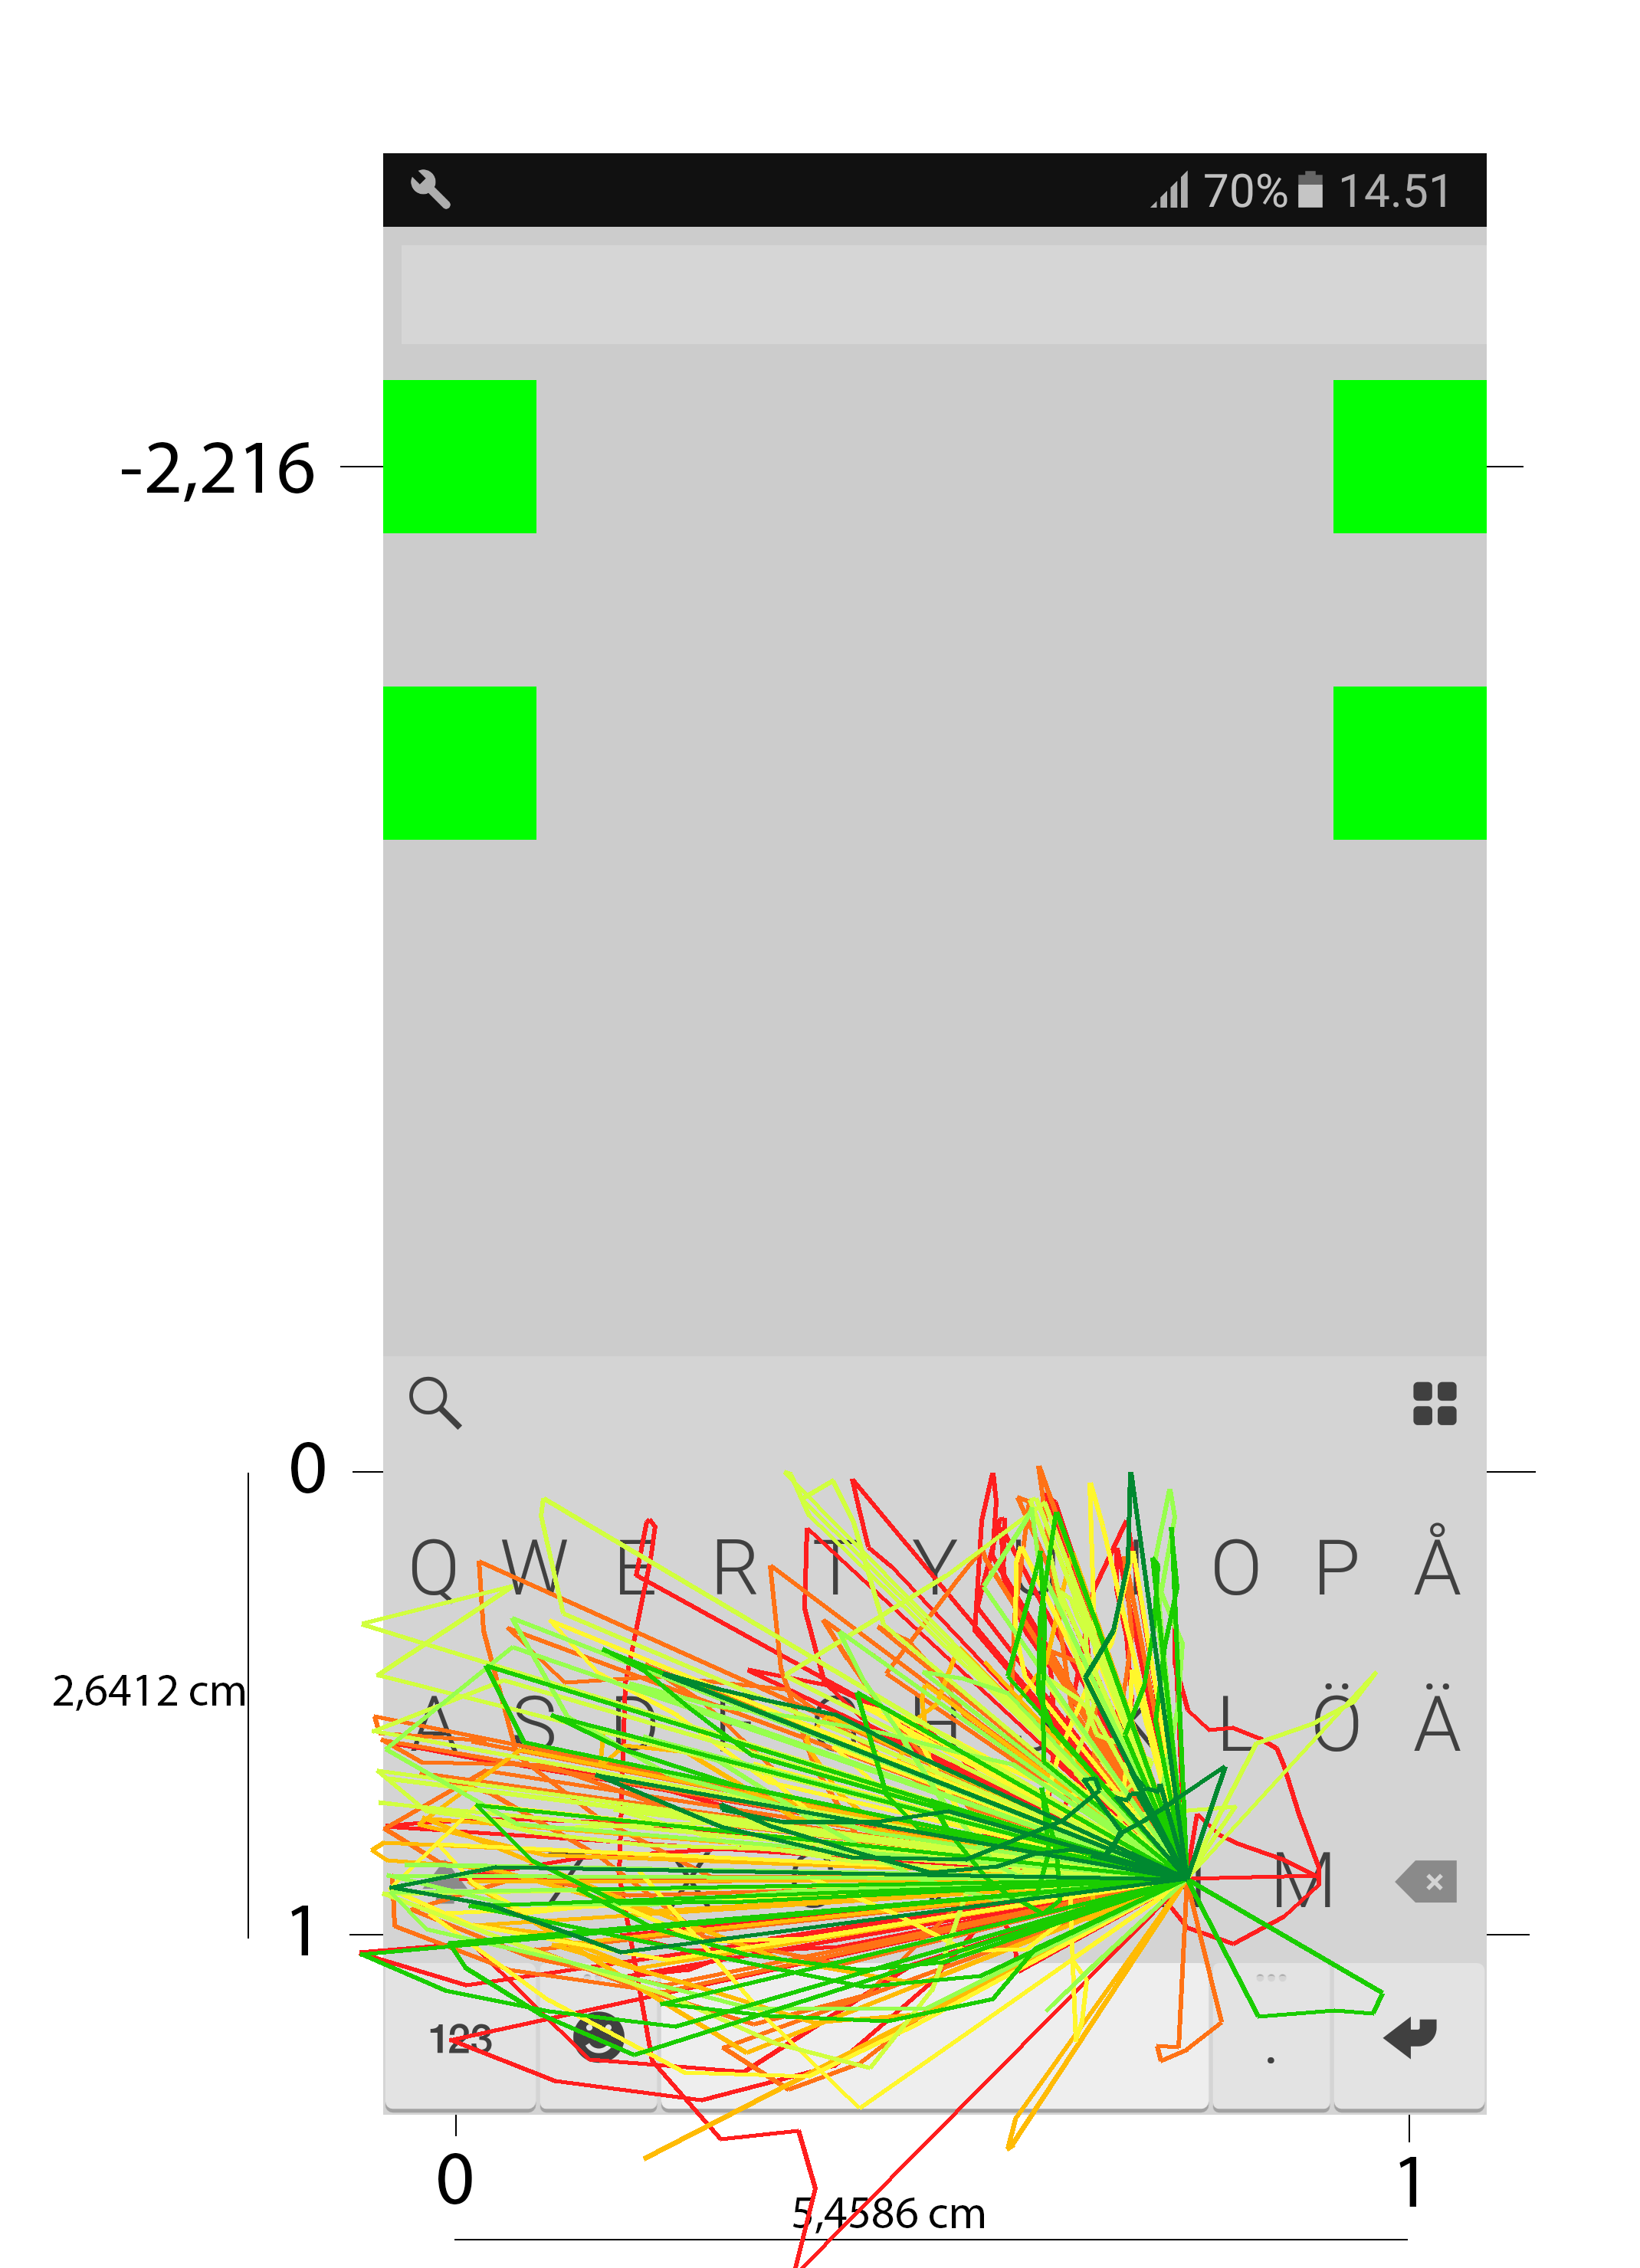 70% 14.51
-2,216
0
Q W E R T Y U I O P Å
2,6412 cm
A S D F G H J K L Ö Ä
Z X C N M
1
123 .
0 1
5,4586 cm